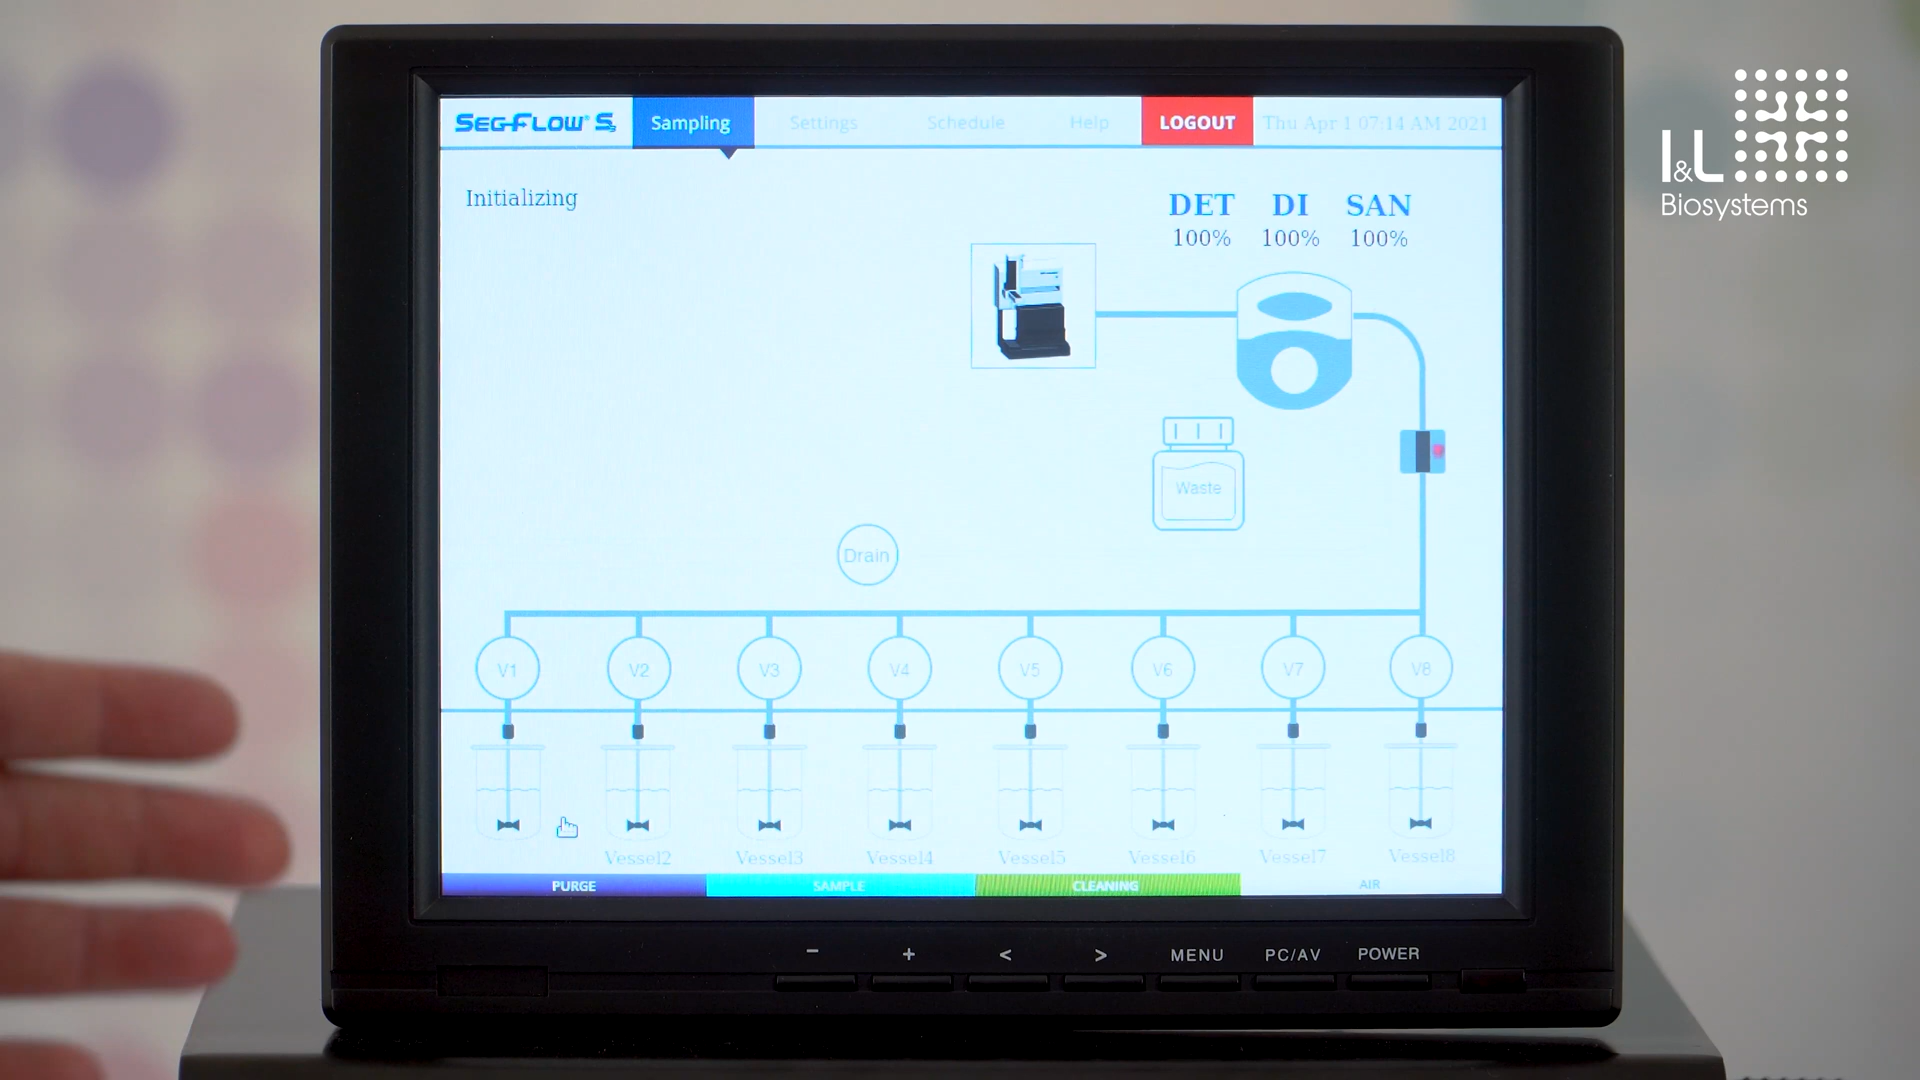 SEG-FLOW® S3 Sampling Settings Schedule Help LOGOUT Thu Apr 1 07:14 AM 2021
I&L
Biosystems
Initializing
DET DI SAN
100% 100% 100%
Waste
Drain
V1 V2 V3 V4 V5 V6 V7 V8
Vessel2 Vessel3 Vessel4 Vessel5 Vessel6 Vessel7 Vessel8
PURGE SAMPLE CLEANING AIR
− + < > MENU PC/AV POWER